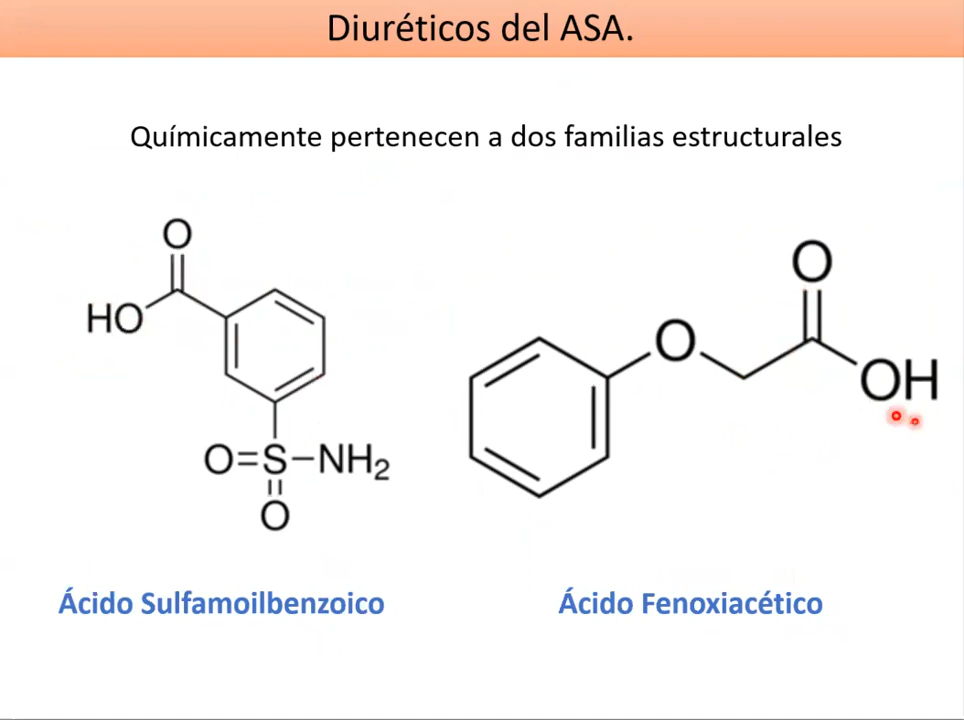 Diuréticos del ASA.
Químicamente pertenecen a dos familias estructurales
O
HO
O=S-NH2
O
O
O
OH
Ácido Sulfamoilbenzoico
Ácido Fenoxiacético